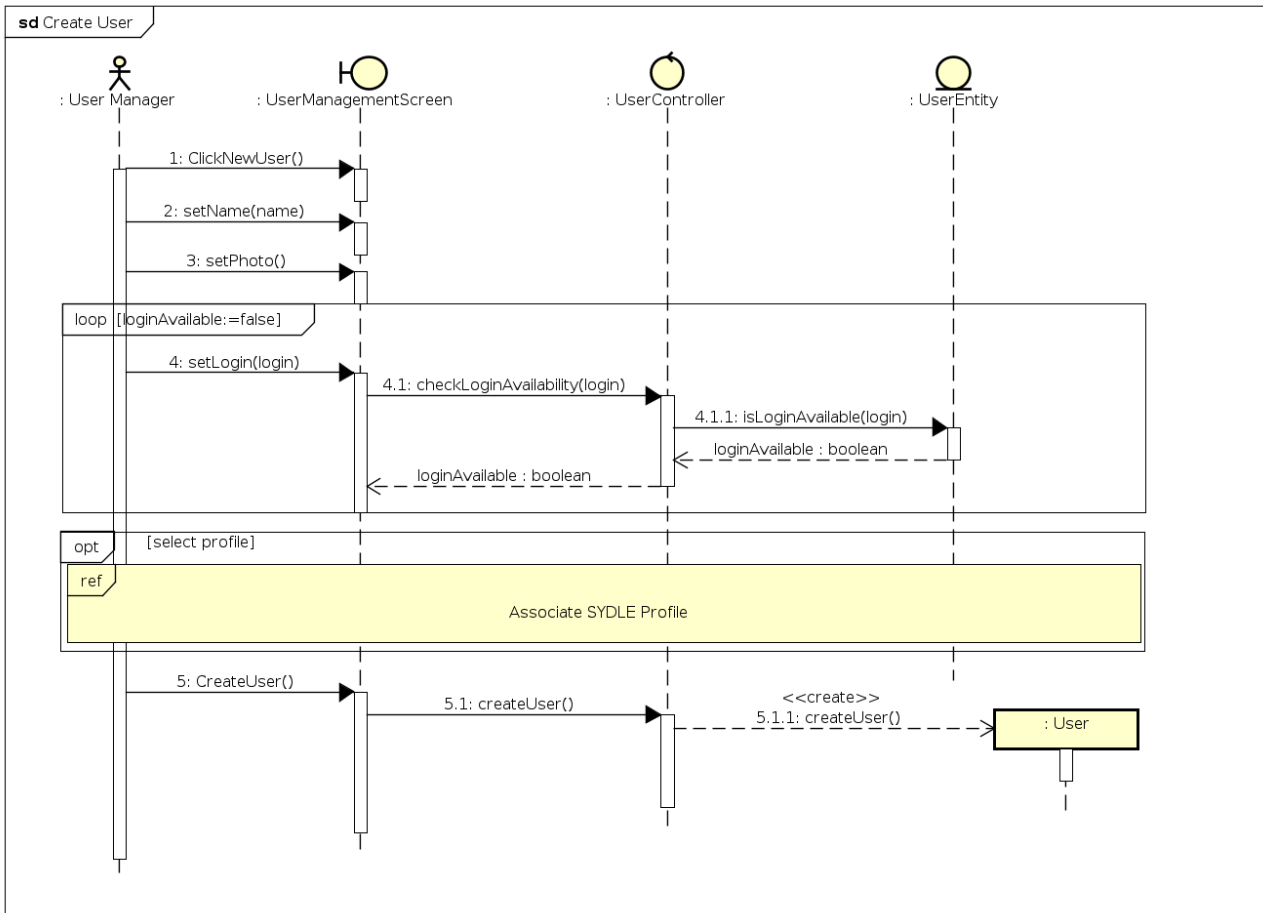 sd Create User
: User Manager
: UserManagementScreen
: UserController
: UserEntity
1: ClickNewUser()
2: setName(name)
3: setPhoto()
loop [loginAvailable:=false]
4: setLogin(login)
4.1: checkLoginAvailability(login)
4.1.1: isLoginAvailable(login)
loginAvailable : boolean
loginAvailable : boolean
opt [select profile]
ref
Associate SYDLE Profile
5: CreateUser()
5.1: createUser()
<<create>>
5.1.1: createUser()
: User